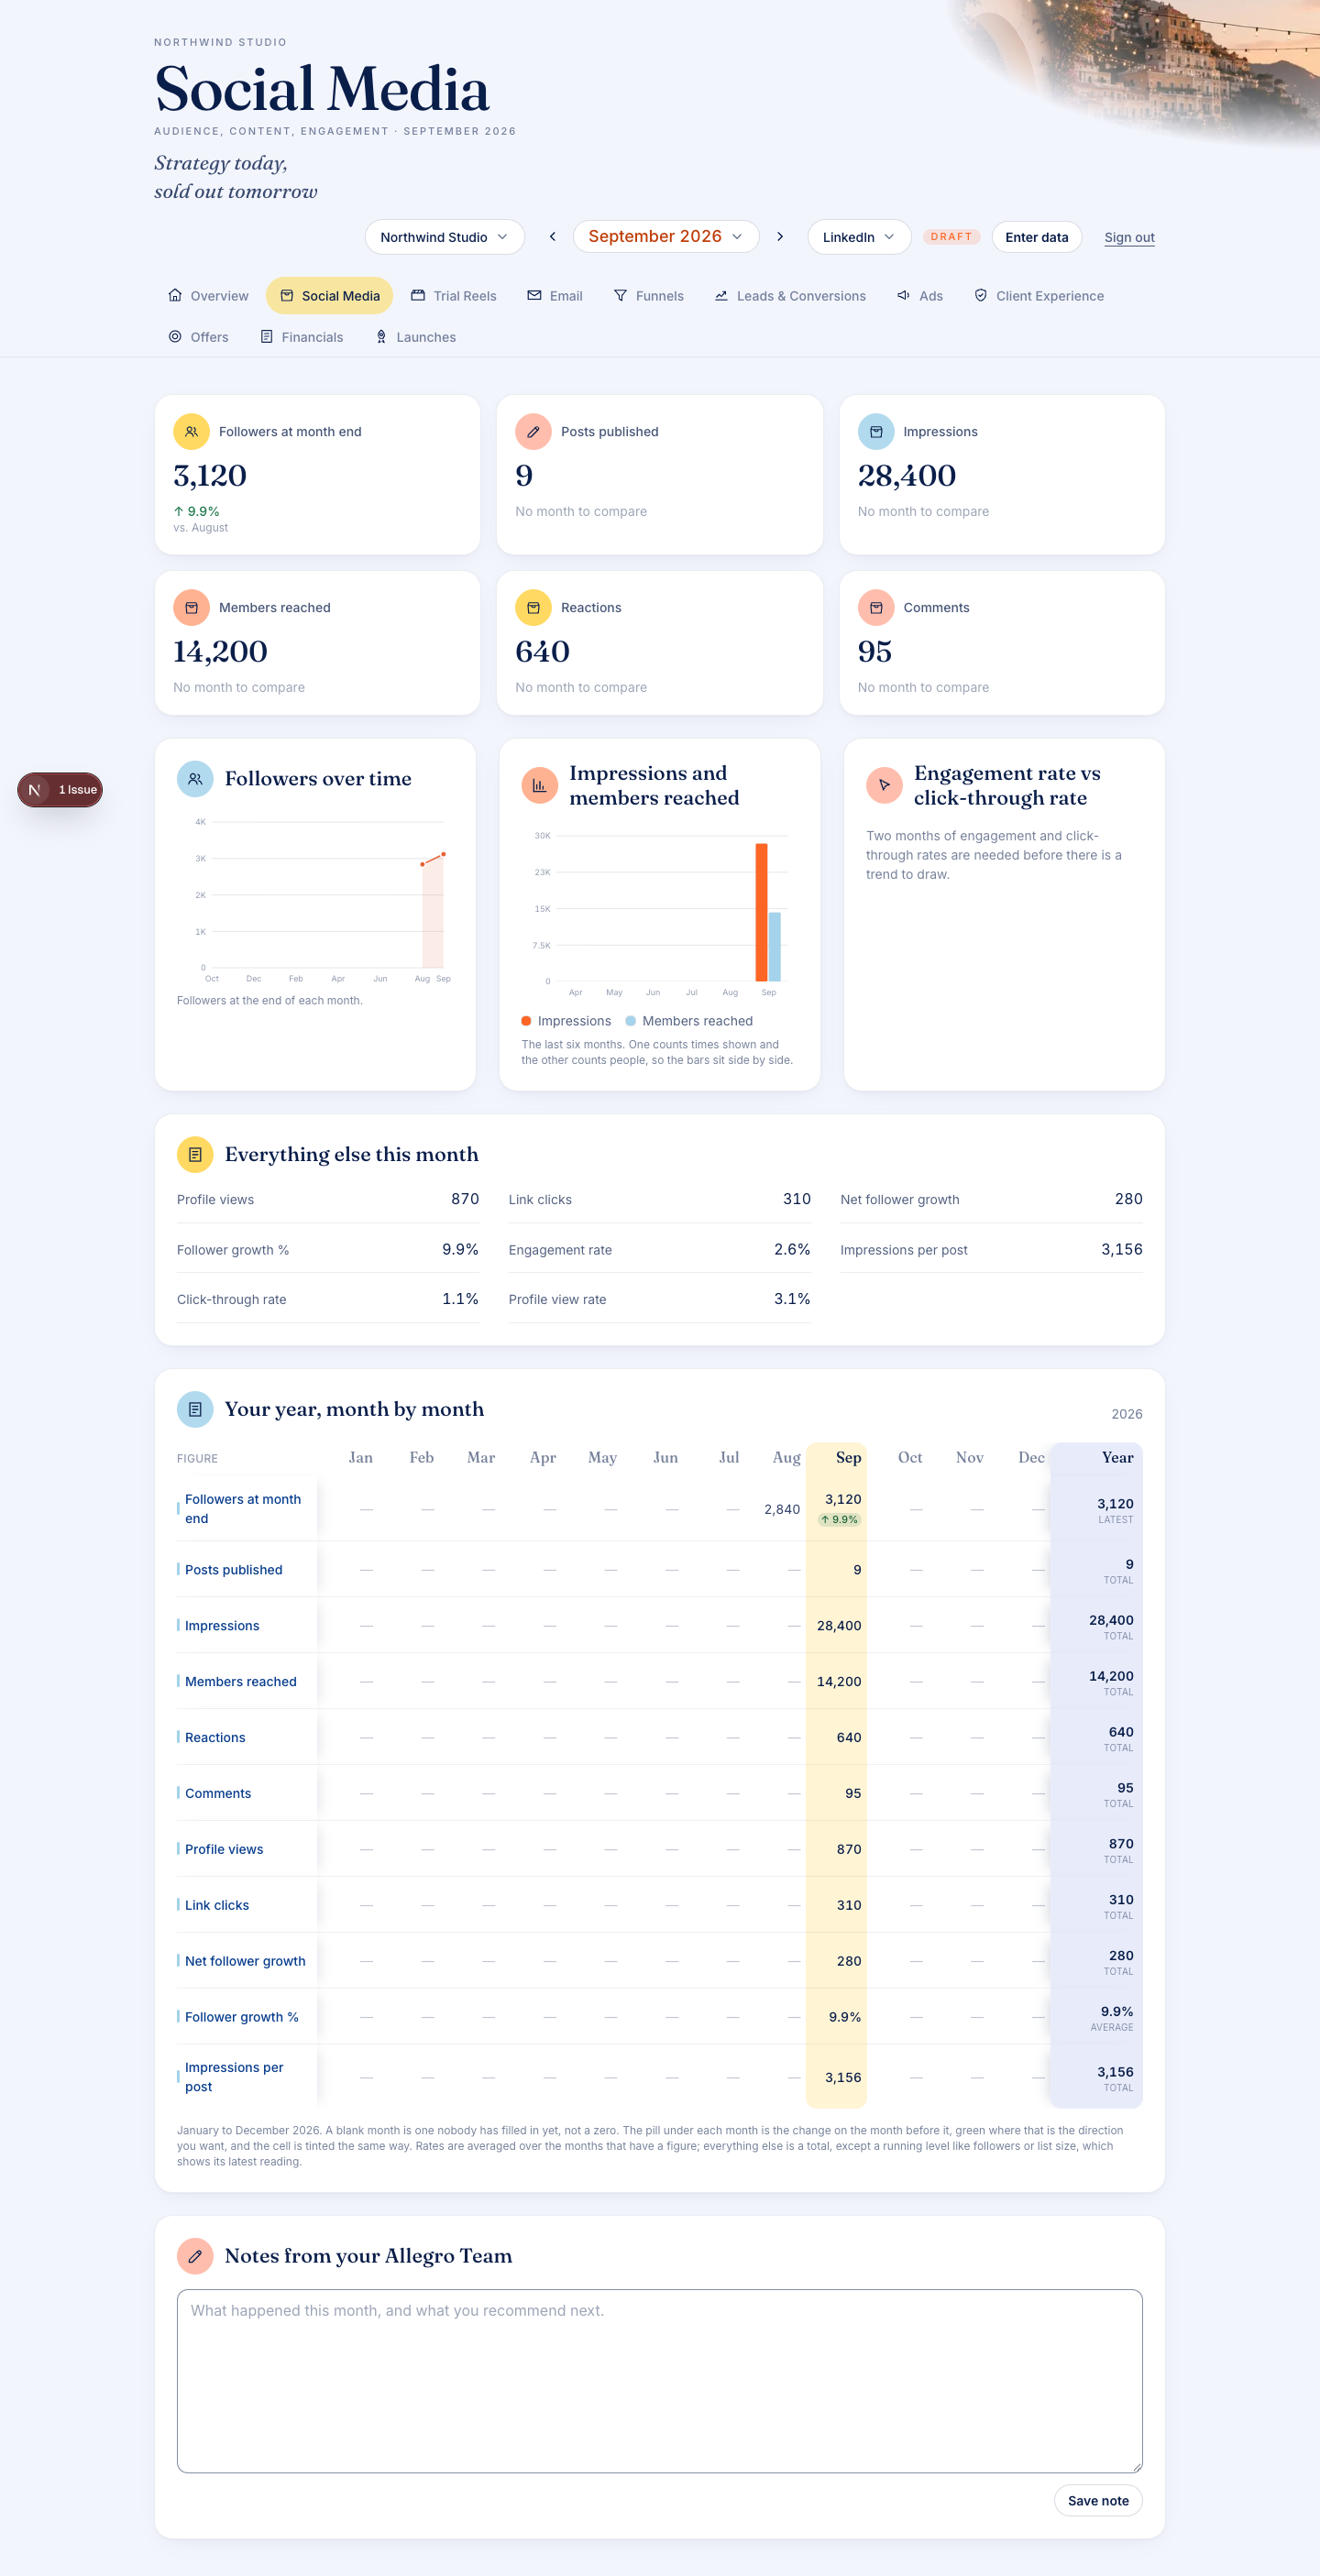 NORTHWIND STUDIO
Social Media
AUDIENCE, CONTENT, ENGAGEMENT · SEPTEMBER 2026
Strategy today,
sold out tomorrow
Northwind Studio
September 2026
LinkedIn
DRAFT
Enter data
Sign out
Overview
Social Media
Trial Reels
Email
Funnels
Leads & Conversions
Ads
Client Experience
Offers
Financials
Launches
Followers at month end
3,120
↑ 9.9%
vs. August
Posts published
9
No month to compare
Impressions
28,400
No month to compare
Members reached
14,200
No month to compare
Reactions
640
No month to compare
Comments
95
No month to compare
N 1 Issue
Followers over time
4K
3K
2K
1K
0
Oct Dec Feb Apr Jun Aug Sep
Followers at the end of each month.
Impressions and
members reached
30K
23K
15K
7.5K
0
Apr May Jun Jul Aug Sep
Impressions Members reached
The last six months. One counts times shown and
the other counts people, so the bars sit side by side.
Engagement rate vs
click-through rate
Two months of engagement and click-
through rates are needed before there is a
trend to draw.
Everything else this month
Profile views 870 Link clicks 310 Net follower growth 280
Follower growth % 9.9% Engagement rate 2.6% Impressions per post 3,156
Click-through rate 1.1% Profile view rate 3.1%
Your year, month by month
2026
FIGURE Jan Feb Mar Apr May Jun Jul Aug Sep Oct Nov Dec Year
Followers at month
end
— — — — — — — 2,840 3,120 — — — 3,120
↑ 9.9% LATEST
Posts published — — — — — — — — 9 — — — 9
TOTAL
Impressions — — — — — — — — 28,400 — — — 28,400
TOTAL
Members reached — — — — — — — — 14,200 — — — 14,200
TOTAL
Reactions — — — — — — — — 640 — — — 640
TOTAL
Comments — — — — — — — — 95 — — — 95
TOTAL
Profile views — — — — — — — — 870 — — — 870
TOTAL
Link clicks — — — — — — — — 310 — — — 310
TOTAL
Net follower growth — — — — — — — — 280 — — — 280
TOTAL
Follower growth % — — — — — — — — 9.9% — — — 9.9%
AVERAGE
Impressions per
post
— — — — — — — — 3,156 — — — 3,156
TOTAL
January to December 2026. A blank month is one nobody has filled in yet, not a zero. The pill under each month is the change on the month before it, green where that is the direction
you want, and the cell is tinted the same way. Rates are averaged over the months that have a figure; everything else is a total, except a running level like followers or list size, which
shows its latest reading.
Notes from your Allegro Team
What happened this month, and what you recommend next.
Save note